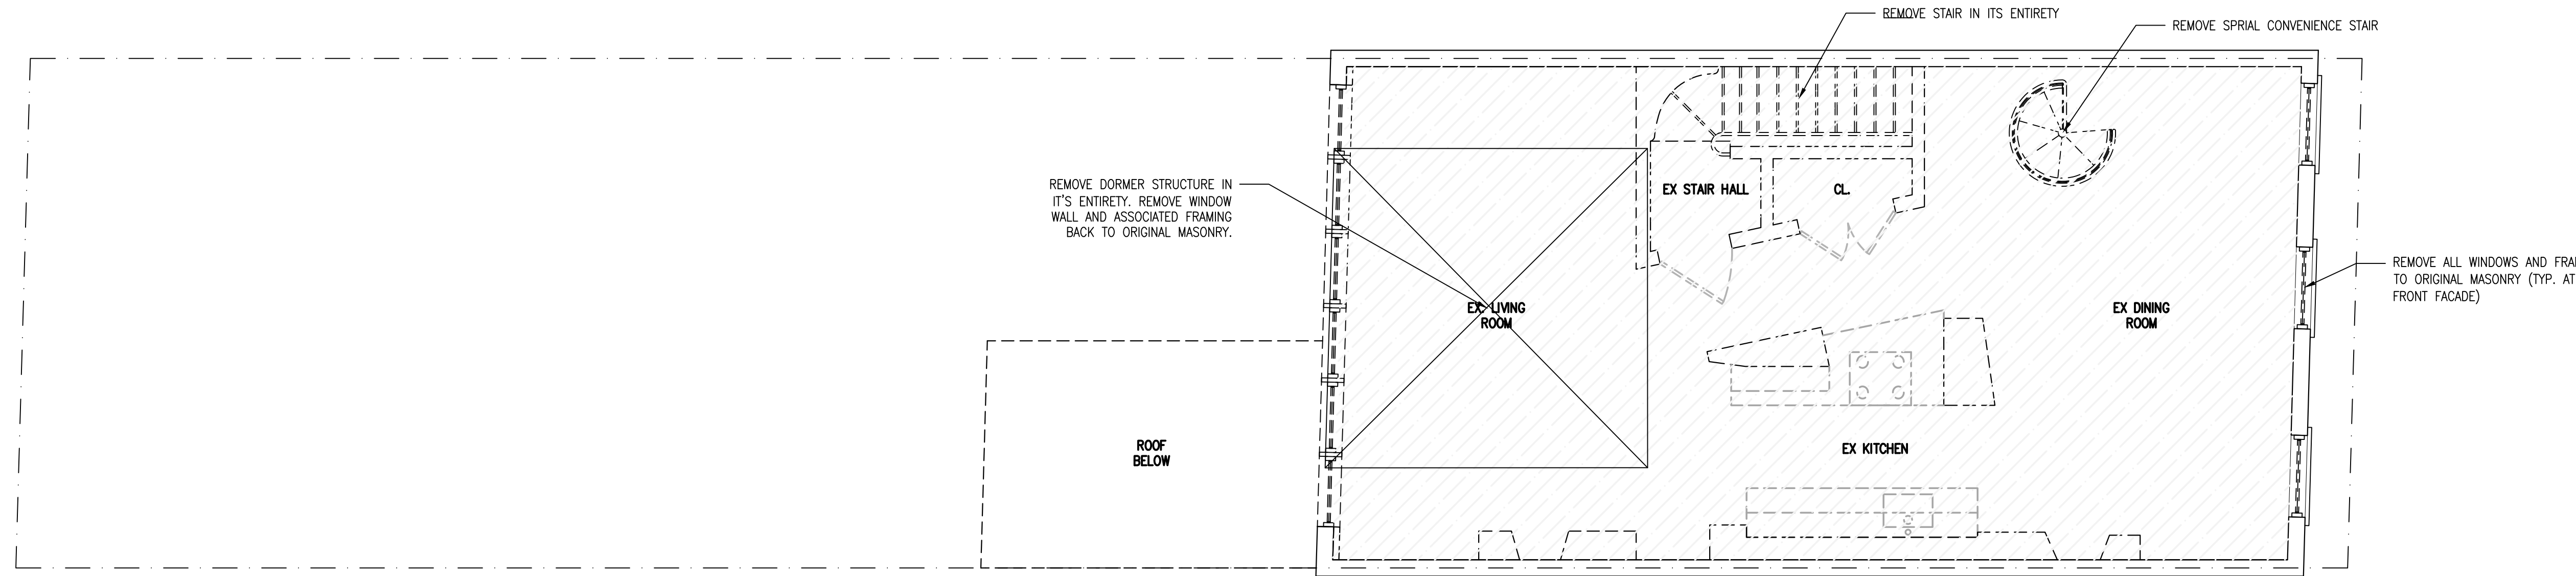 REMOVE STAIR IN ITS ENTIRETY
REMOVE SPRIAL CONVENIENCE STAIR
REMOVE DORMER STRUCTURE IN
IT'S ENTIRETY. REMOVE WINDOW
WALL AND ASSOCIATED FRAMING
BACK TO ORIGINAL MASONRY.
EX STAIR HALL
CL.
REMOVE ALL WINDOWS AND
TO ORIGINAL MASONRY (TYP. AT
FRONT FACADE)
EX. LIVING
ROOM
EX DINING
ROOM
ROOF
BELOW
EX KITCHEN